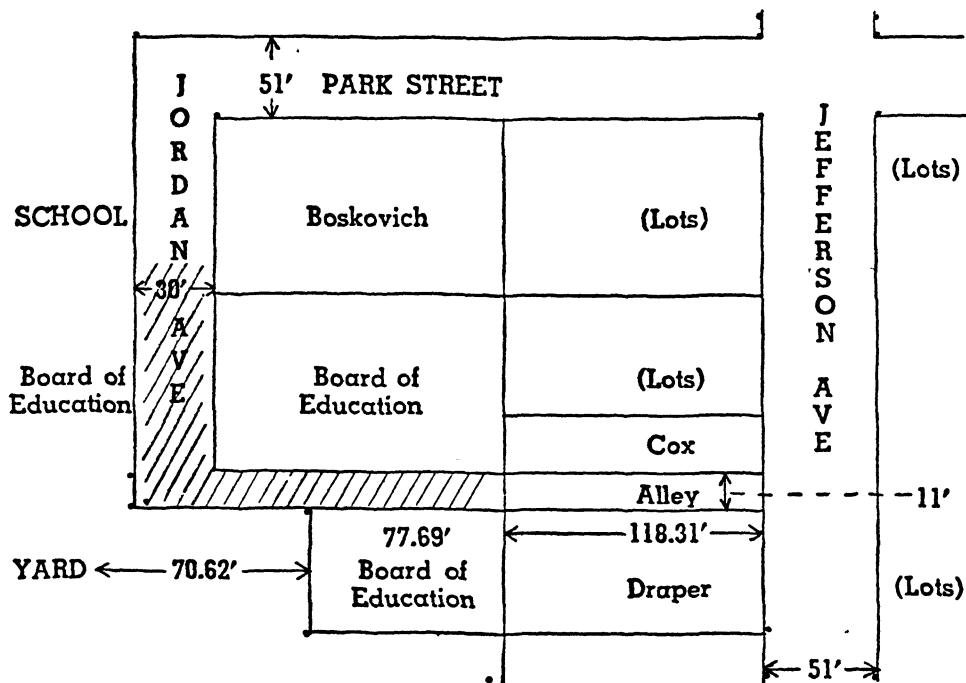 51' PARK STREET
JORDAN AVE
JEFFERSON AVE
(Lots)
SCHOOL
Boskovich
(Lots)
30'
Board of
Education
Board of
Education
(Lots)
Cox
Alley
11'
77.69'
118.31'
YARD
70.62'
Board of
Education
Draper
(Lots)
51'